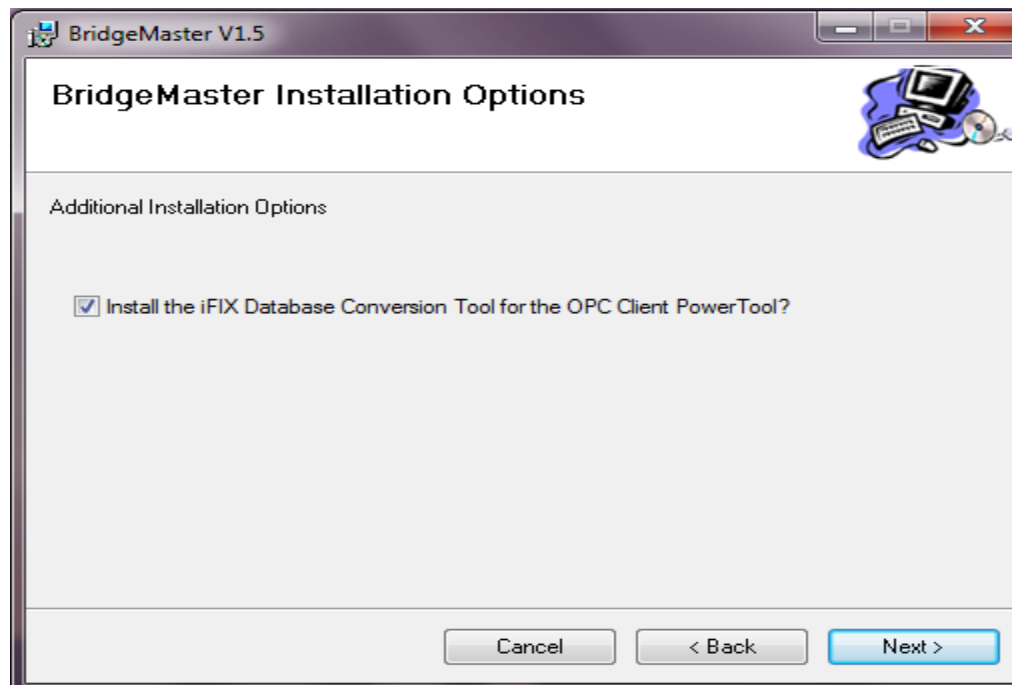 BridgeMaster V1.5
BridgeMaster Installation Options
Additional Installation Options
Install the iFIX Database Conversion Tool for the OPC Client PowerTool?
Cancel
< Back
Next >